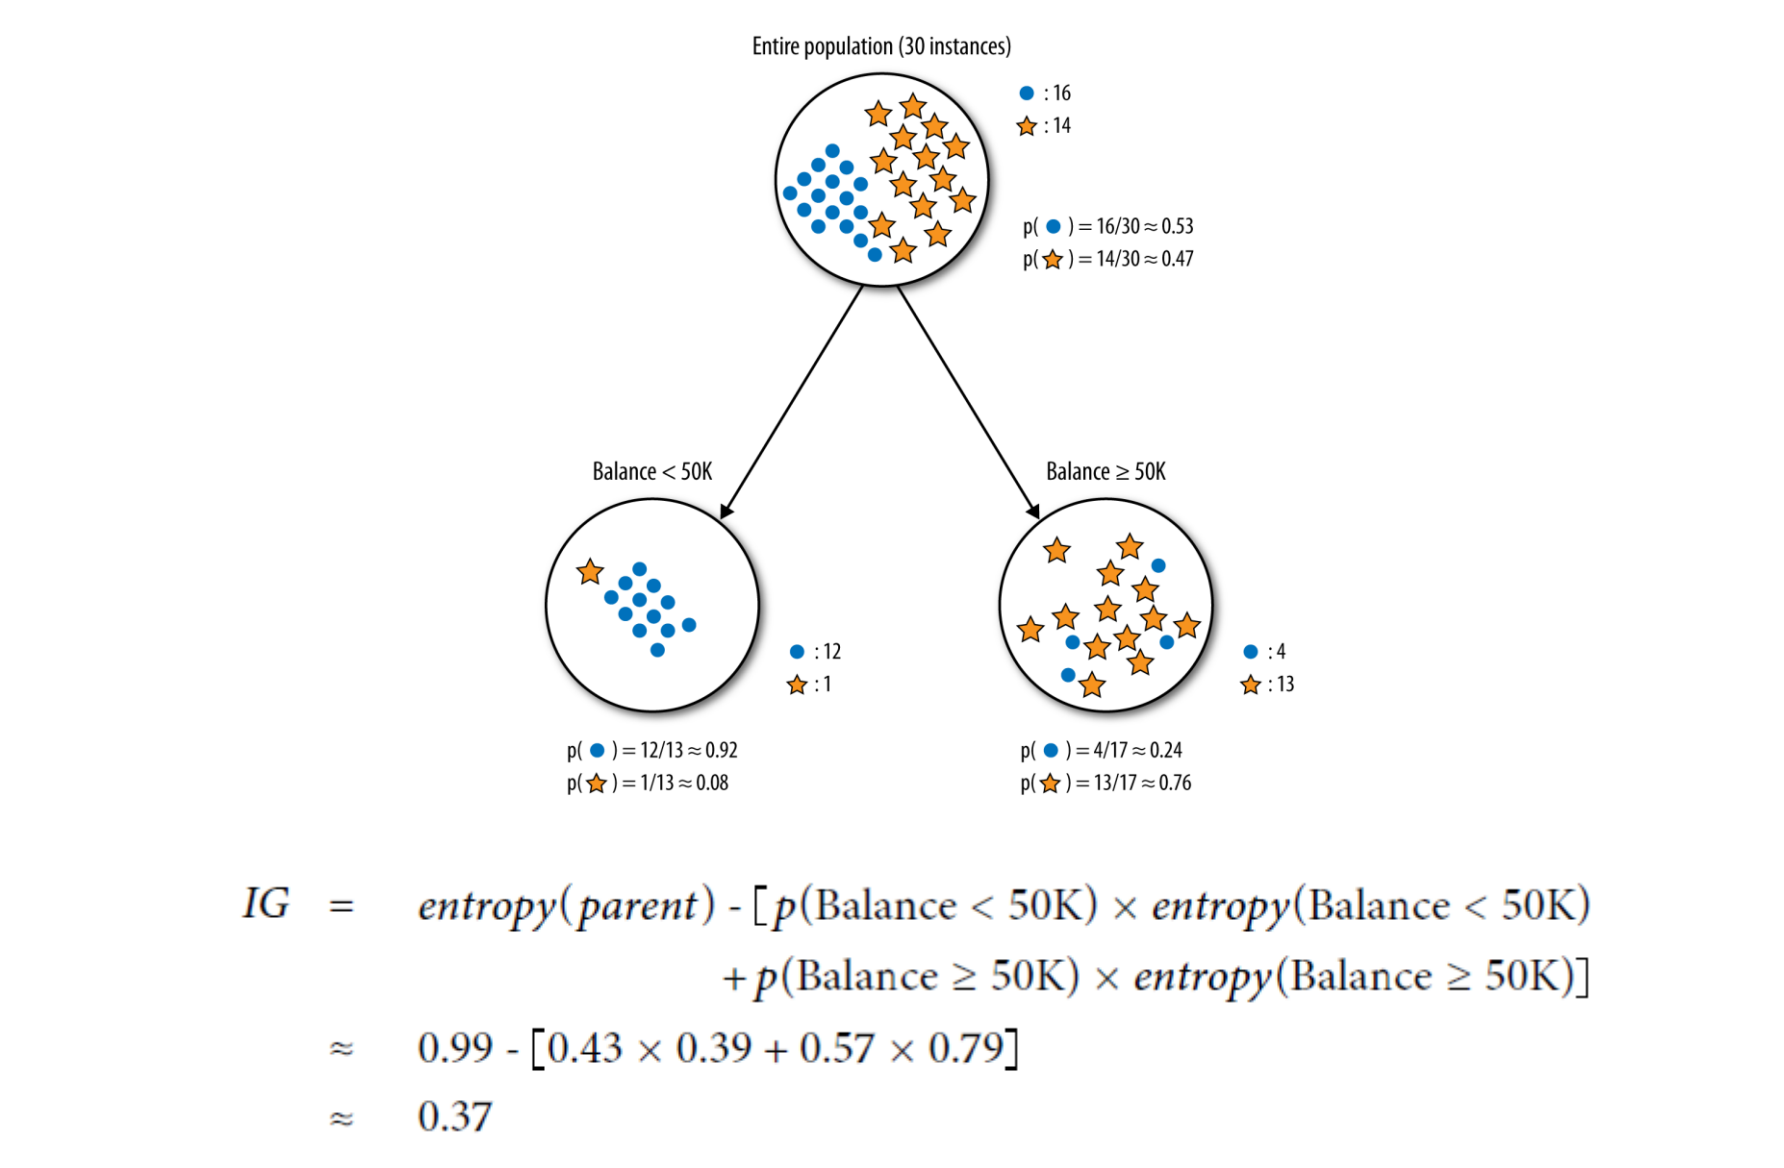 Entire population (30 instances)
● : 16
★ : 14
p( ● ) = 16/30 ≈ 0.53
p( ★ ) = 14/30 ≈ 0.47
Balance < 50K
Balance ≥ 50K
● : 12
★ : 1
● : 4
★ : 13
p( ● ) = 12/13 ≈ 0.92
p( ★ ) = 1/13 ≈ 0.08
p( ● ) = 4/17 ≈ 0.24
p( ★ ) = 13/17 ≈ 0.76
IG = entropy(parent) - [p(Balance < 50K) × entropy(Balance < 50K)
+ p(Balance ≥ 50K) × entropy(Balance ≥ 50K)]
≈ 0.99 - [0.43 × 0.39 + 0.57 × 0.79]
≈ 0.37